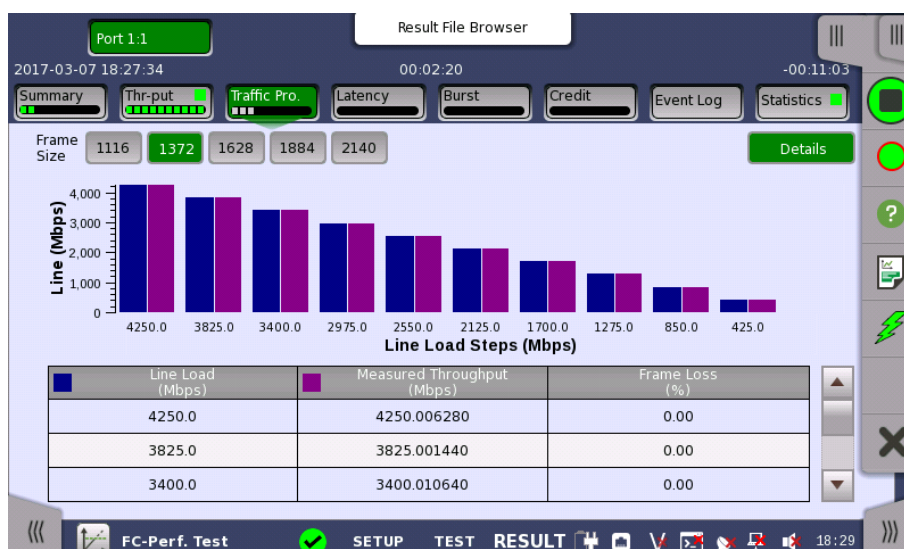 Port 1:1
Result File Browser
2017-03-07 18:27:34 00:02:20 -00:11:03
Summary Thr-put Traffic Pro. Latency Burst Credit Event Log Statistics
Frame Size 1116 1372 1628 1884 2140 Details
4,000
3,000
2,000
1,000
0
Line (Mbps)
4250.0 3825.0 3400.0 2975.0 2550.0 2125.0 1700.0 1275.0 850.0 425.0
Line Load Steps (Mbps)
Line Load (Mbps) Measured Throughput (Mbps) Frame Loss (%)
4250.0 4250.006280 0.00
3825.0 3825.001440 0.00
3400.0 3400.010640 0.00
FC-Perf. Test SETUP TEST RESULT 18:29